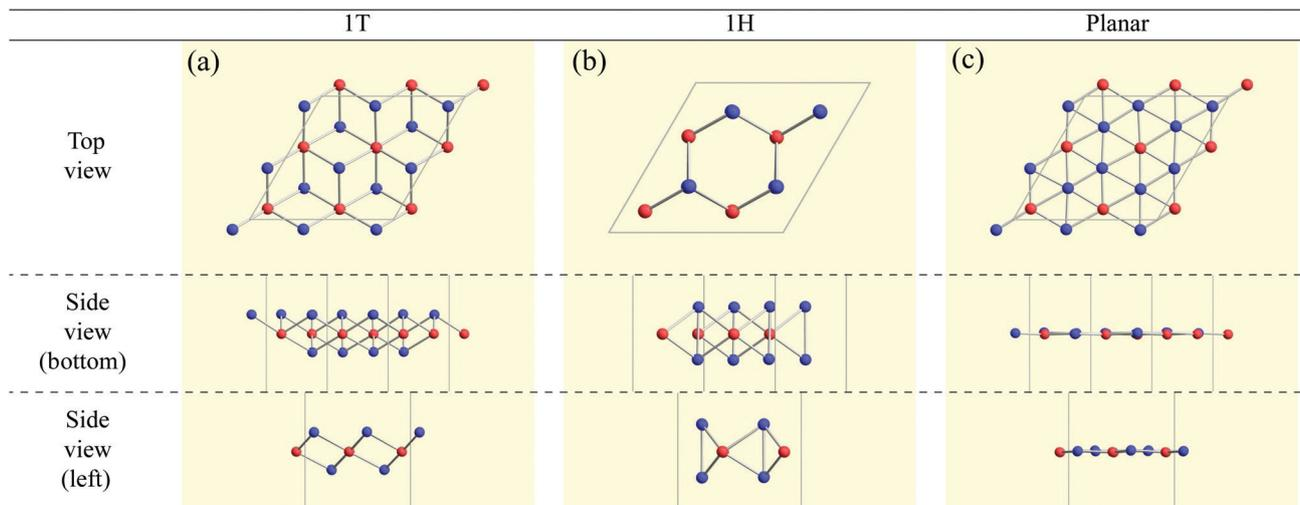 1T 1H Planar
(a) (b) (c)
Top
view
Side
view
(bottom)
Side
view
(left)